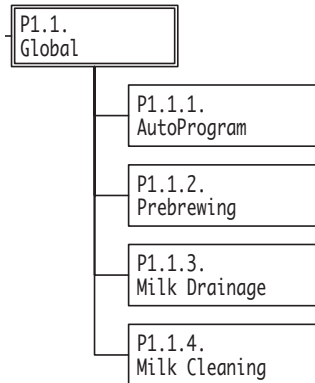 P1.1.
Global
P1.1.1.
AutoProgram
P1.1.2.
Prebrewing
P1.1.3.
Milk Drainage
P1.1.4.
Milk Cleaning